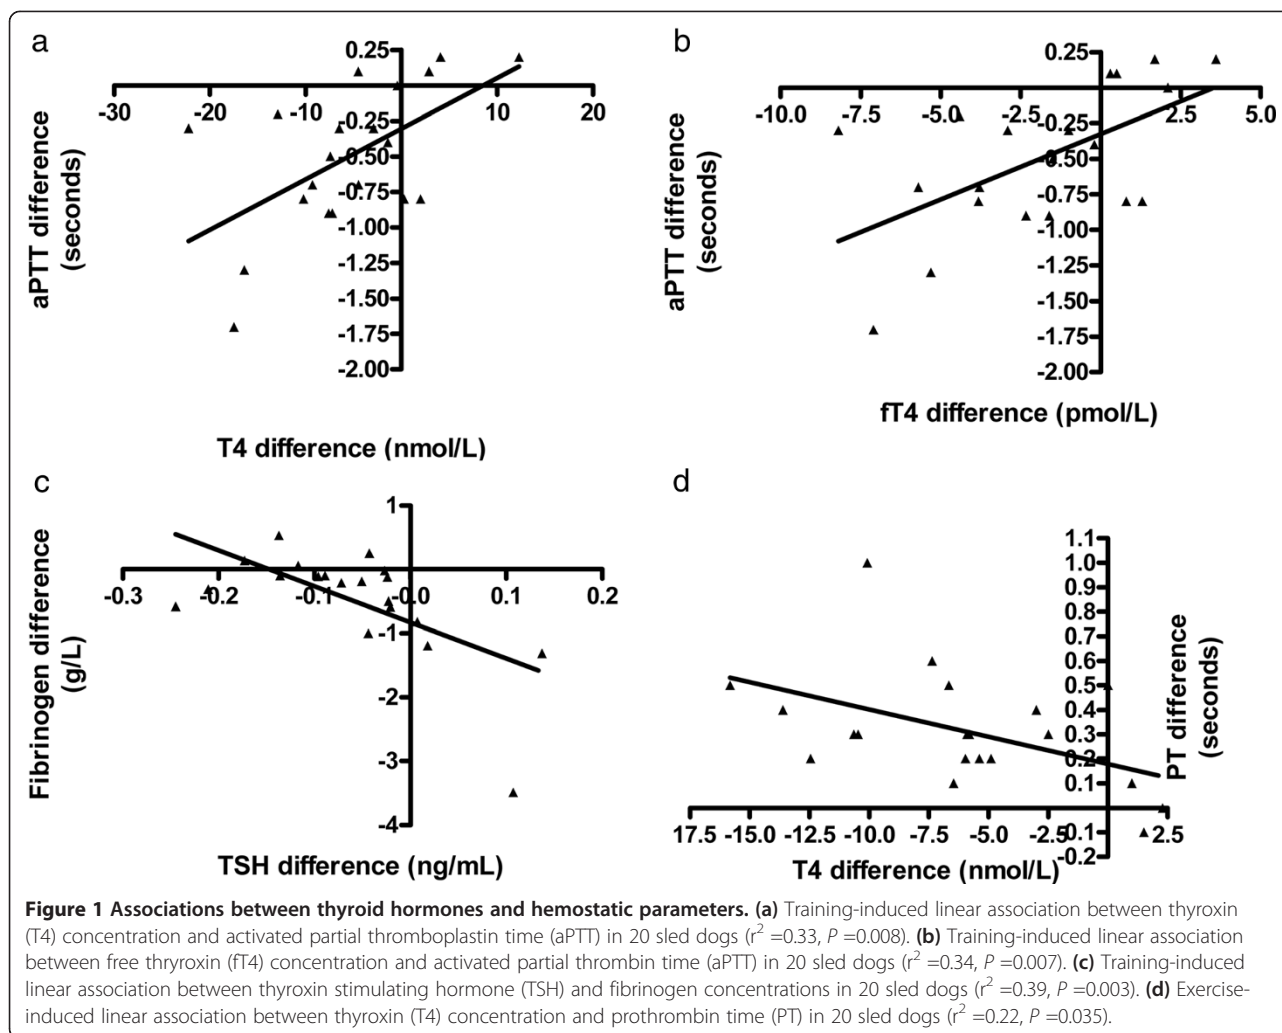 a
0.25
-30 -20 -10 10 20
-0.25
-0.50
-0.75
-1.00
-1.25
-1.50
-1.75
-2.00
aPTT difference
(seconds)
T4 difference (nmol/L)
b
0.25
-10.0 -7.5 -5.0 -2.5 2.5 5.0
-0.25
-0.50
-0.75
-1.00
-1.25
-1.50
-1.75
-2.00
aPTT difference
(seconds)
fT4 difference (pmol/L)
c
1
-0.3 -0.2 -0.1 -0.0 0.1 0.2
-1
-2
-3
-4
Fibrinogen difference
(g/L)
TSH difference (ng/mL)
d
1.1
1.0
0.9
0.8
0.7
0.6
0.5
0.4
0.3
0.2
0.1
17.5 -15.0 -12.5 -10.0 -7.5 -5.0 -2.5 2.5
-0.1
-0.2
PT difference
(seconds)
T4 difference (nmol/L)
Figure 1 Associations between thyroid hormones and hemostatic parameters. (a) Training-induced linear association between thyroxin
(T4) concentration and activated partial thromboplastin time (aPTT) in 20 sled dogs (r² =0.33, P =0.008). (b) Training-induced linear association
between free thryroxin (fT4) concentration and activated partial thrombin time (aPTT) in 20 sled dogs (r² =0.34, P =0.007). (c) Training-induced
linear association between thyroxin stimulating hormone (TSH) and fibrinogen concentrations in 20 sled dogs (r² =0.39, P =0.003). (d) Exercise-
induced linear association between thyroxin (T4) concentration and prothrombin time (PT) in 20 sled dogs (r² =0.22, P =0.035).